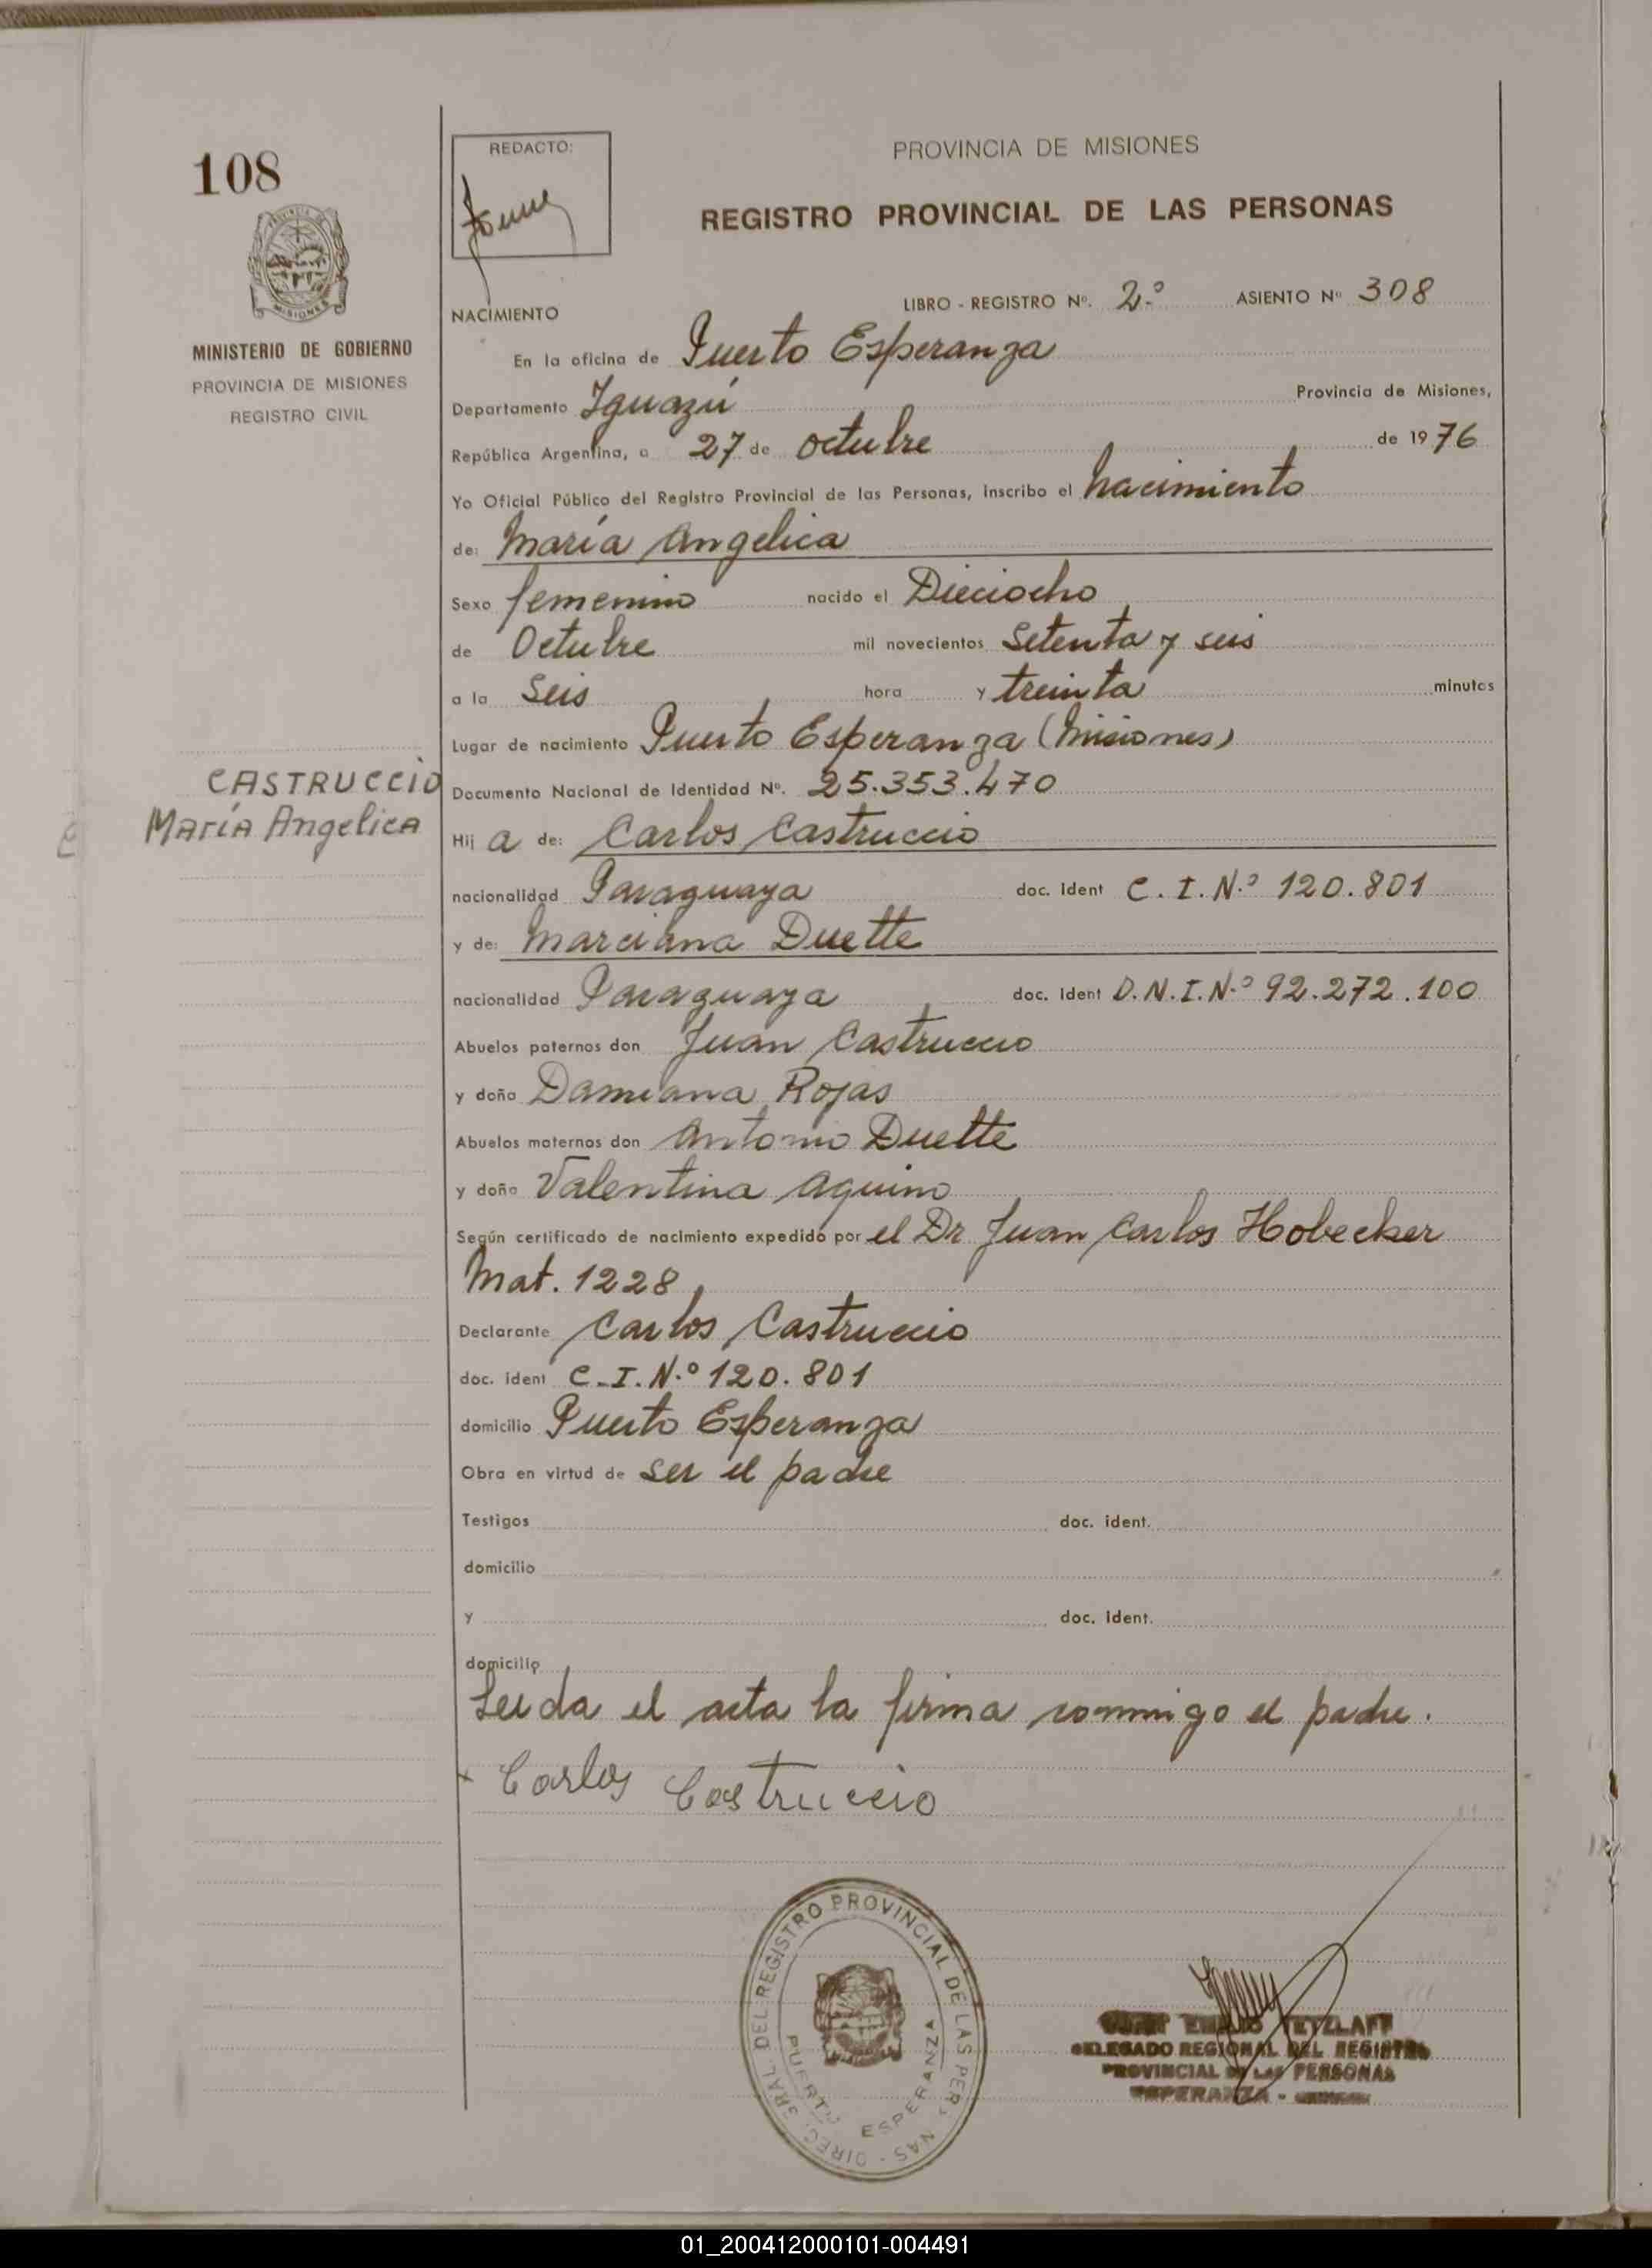 108
REDACTO:
PROVINCIA DE MISIONES
REGISTRO PROVINCIAL DE LAS PERSONAS
MINISTERIO DE GOBIERNO
PROVINCIA DE MISIONES
REGISTRO CIVIL
NACIMIENTO
LIBRO - REGISTRO Nº. 2º ASIENTO Nº 308
En la oficina de Puerto Esperanza
Departamento Iguazú Provincia de Misiones,
República Argentina, a 27 de octubre de 1976
Yo Oficial Público del Registro Provincial de las Personas, inscribo el nacimiento
de: María Angelica
Sexo femenino nacido el Dieciocho
de Octubre mil novecientos Setenta y seis
a la Seis hora y treinta minutos
Lugar de nacimiento Puerto Esperanza (Misiones)
CASTRUCCIO
María Angelica
Documento Nacional de Identidad Nº. 25.353.470
Hij a de: Carlos Castruccio
nacionalidad Paraguaya doc. ident C. I. N.º 120.801
y de: Marciana Duette
nacionalidad Paraguaya doc. ident D.N.I.N.º 92.272.100
Abuelos paternos don Juan Castruccio
y doña Damiana Rojas
Abuelos maternos don Antonio Duette
y doña Valentina Aquino
Según certificado de nacimiento expedido por el Dr Juan Carlos Hobecker
Mat. 1228
Declarante Carlos Castruccio
doc. ident C.I.N.º 120.801
domicilio Puerto Esperanza
Obra en virtud de ser el padre
Testigos doc. ident.
domicilio
y doc. ident.
domicilio
Leida el acta la firma conmigo el padre.
x Carlos Castruccio
REGISTRO PROVINCIAL DE LAS PERSONAS
PUERTO ESPERANZA
TETZLAFF
DELEGADO REGIONAL DEL REGISTRO
PROVINCIAL DE LAS PERSONAS
ESPERANZA -
01_200412000101-004491